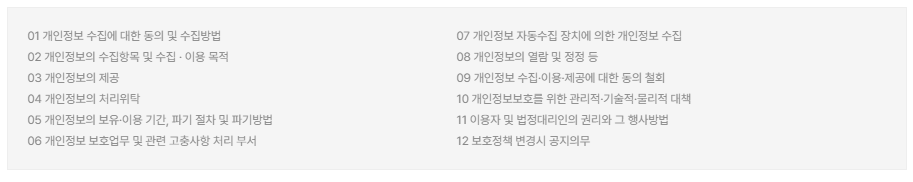 01 개인정보 수집에 대한 동의 및 수집방법
02 개인정보의 수집항목 및 수집 · 이용 목적
03 개인정보의 제공
04 개인정보의 처리위탁
05 개인정보의 보유·이용 기간, 파기 절차 및 파기방법
06 개인정보 보호업무 및 관련 고충사항 처리 부서
07 개인정보 자동수집 장치에 의한 개인정보 수집
08 개인정보의 열람 및 정정 등
09 개인정보 수집·이용·제공에 대한 동의 철회
10 개인정보보호를 위한 관리적·기술적·물리적 대책
11 이용자 및 법정대리인의 권리와 그 행사방법
12 보호정책 변경시 공지의무